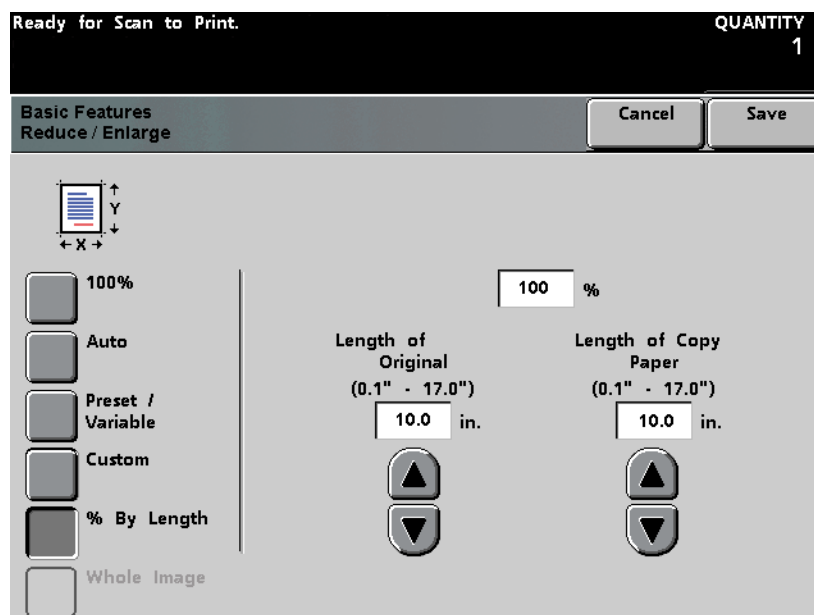 Ready for Scan to Print.
QUANTITY
1
Basic Features
Reduce / Enlarge
Cancel
Save
Y
X
100%
Auto
Preset /
Variable
Custom
% By Length
Whole Image
100 %
Length of
Original
(0.1" - 17.0")
10.0 in.
Length of Copy
Paper
(0.1" - 17.0")
10.0 in.